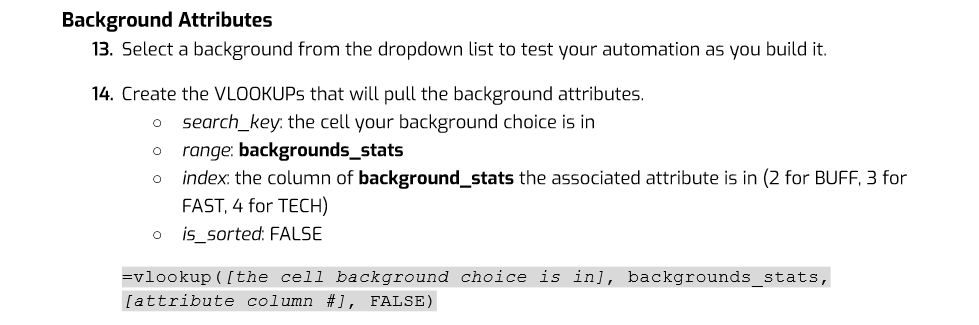 Background Attributes
13. Select a background from the dropdown list to test your automation as you build it.
14. Create the VLOOKUPs that will pull the background attributes.
○ search_key: the cell your background choice is in
○ range: backgrounds_stats
○ index: the column of background_stats the associated attribute is in (2 for BUFF, 3 for
FAST, 4 for TECH)
○ is_sorted: FALSE
=vlookup([the cell background choice is in], backgrounds_stats,
[attribute column #], FALSE)